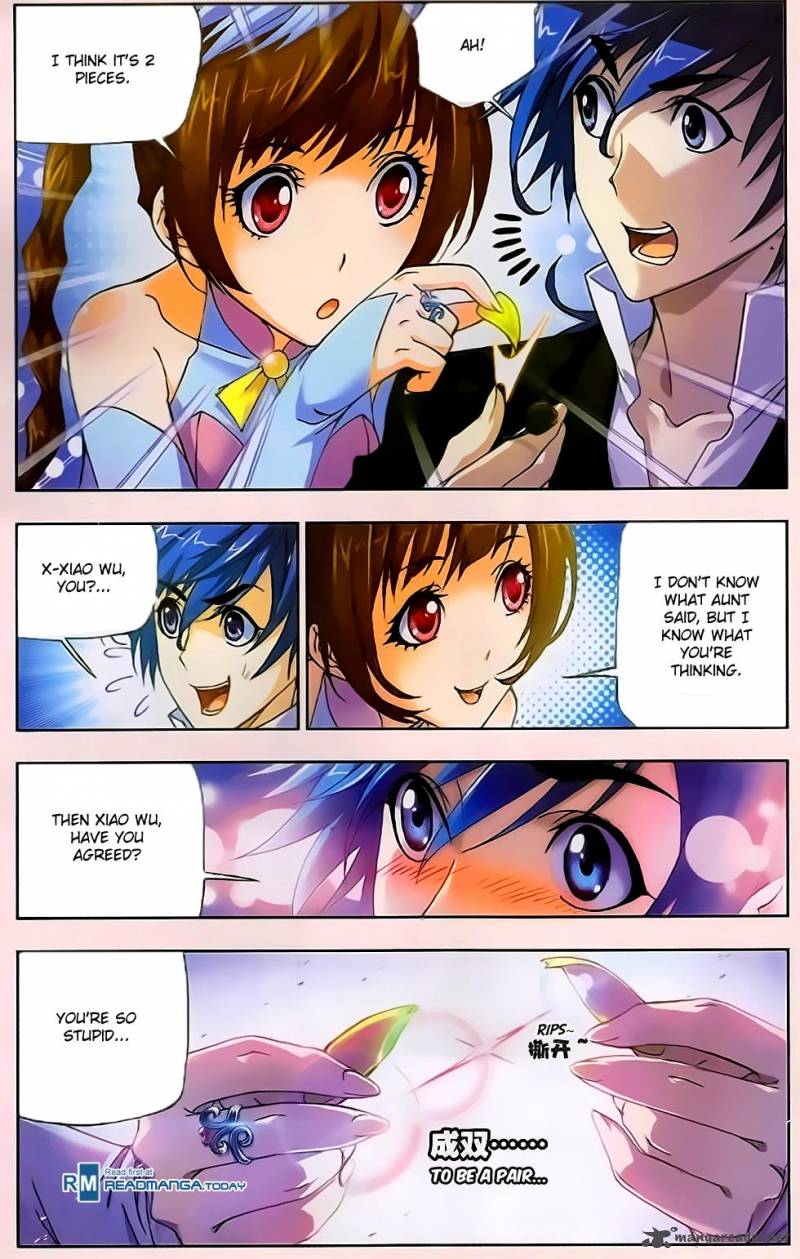 I THINK IT'S 2
PIECES.
AH!
X-XIAO WU,
YOU?...
I DON'T KNOW
WHAT AUNT
SAID, BUT I
KNOW WHAT
YOU'RE
THINKING.
THEN XIAO WU,
HAVE YOU
AGREED?
YOU'RE SO
STUPID...
RIPS~
撕开~
成双……
TO BE A PAIR...
RM Read first at
READMANGA.TODAY